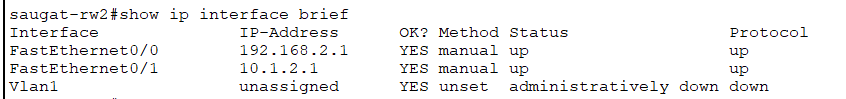 saugat-rw2#show ip interface brief
Interface IP-Address OK? Method Status Protocol
FastEthernet0/0 192.168.2.1 YES manual up up
FastEthernet0/1 10.1.2.1 YES manual up up
Vlan1 unassigned YES unset administratively down down